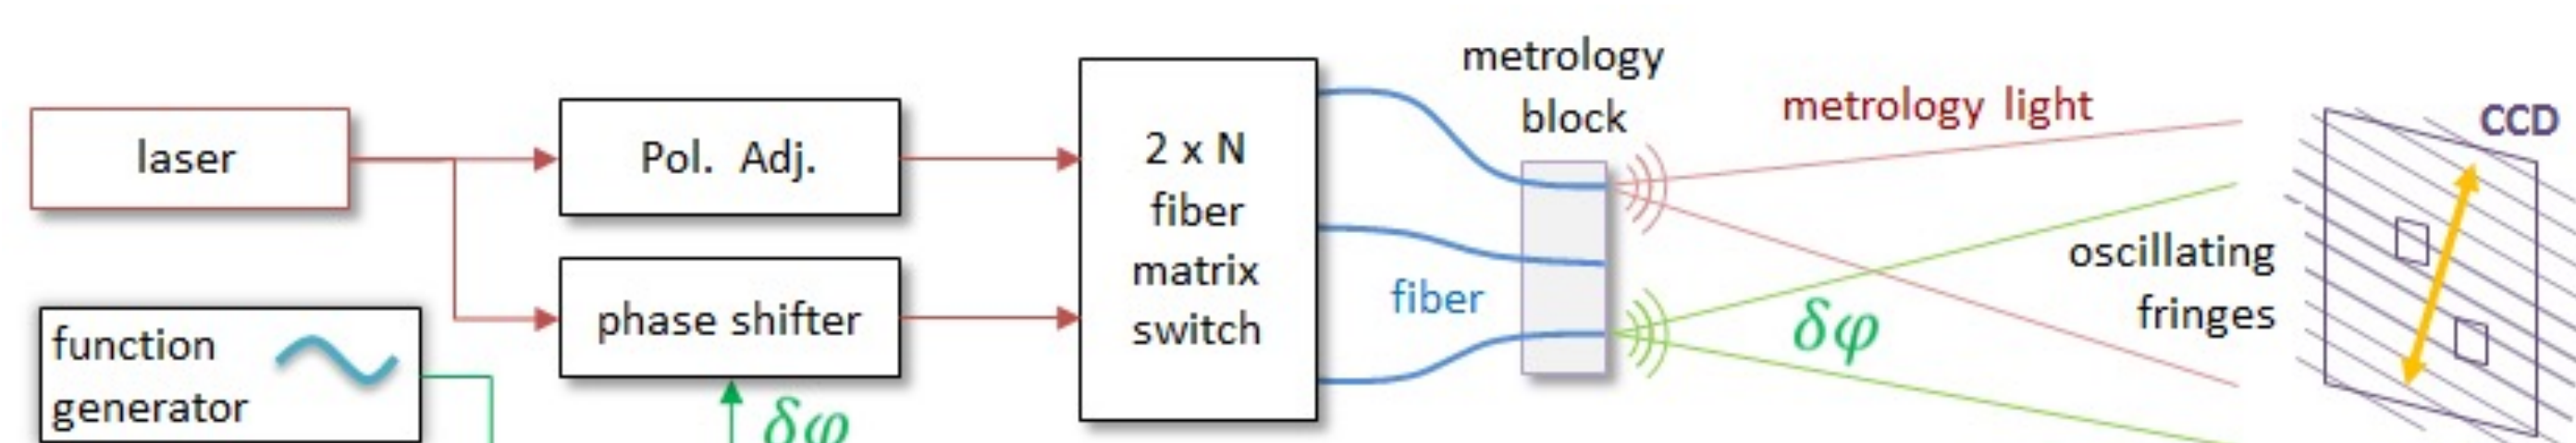 laser
Pol. Adj.
phase shifter
function
generator
δφ
2 x N
fiber
matrix
switch
fiber
metrology
block
metrology light
δφ
oscillating
fringes
CCD